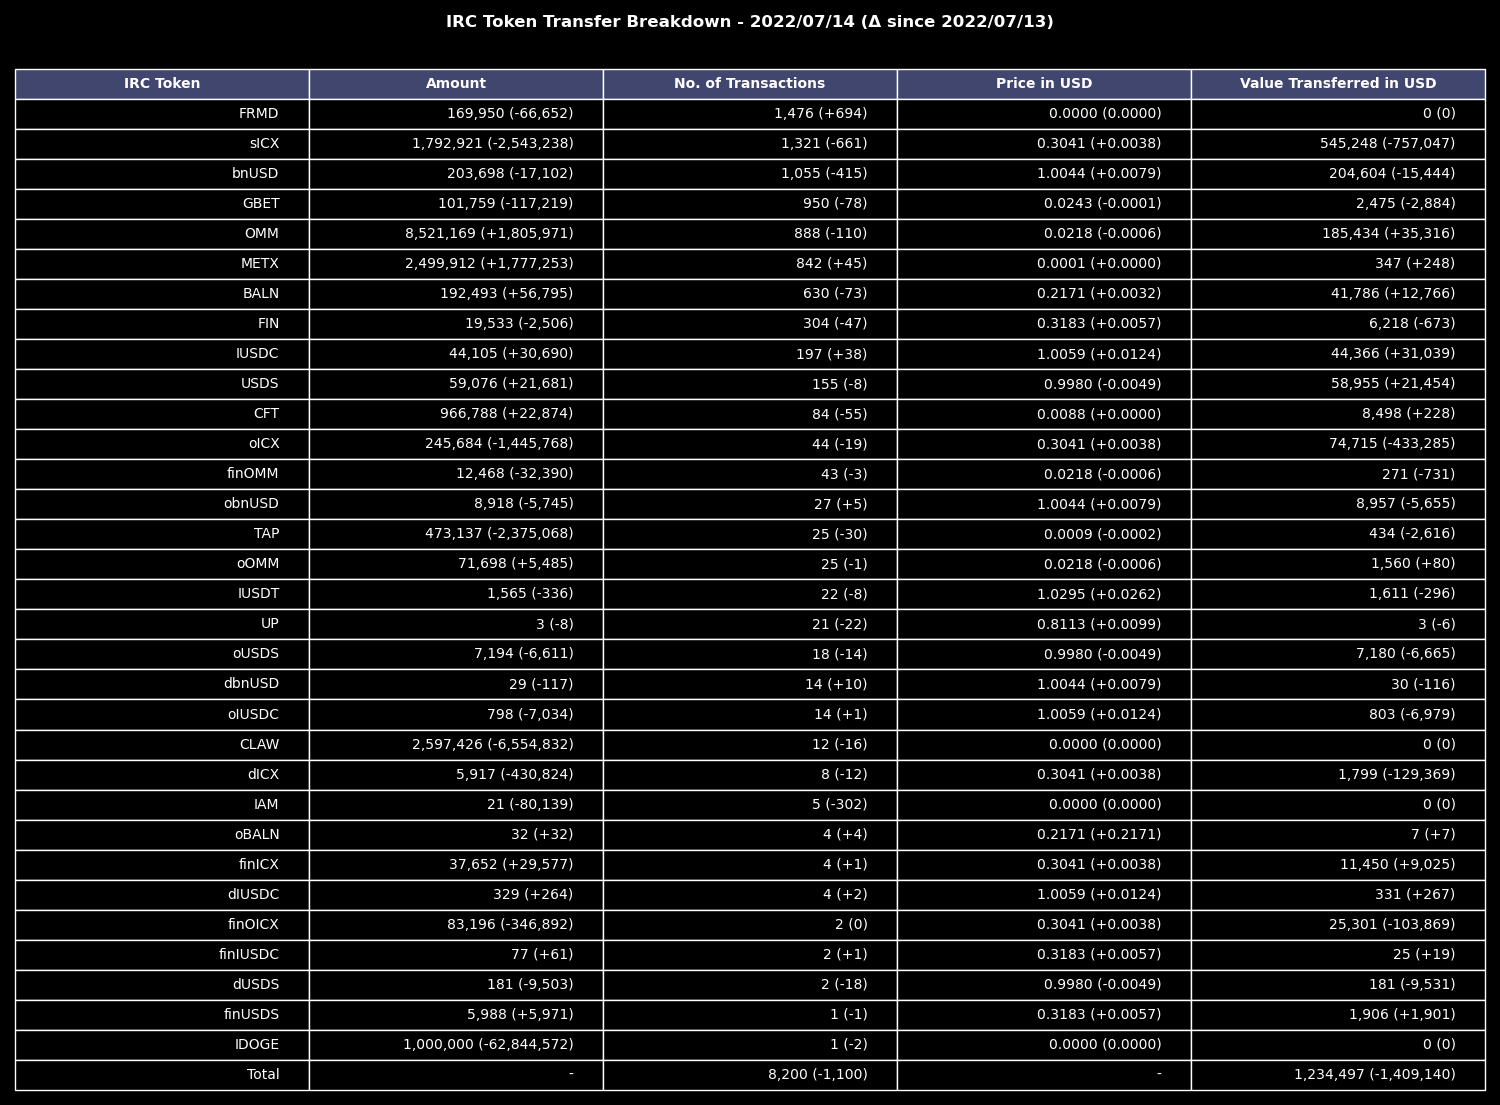 IRC Token Transfer Breakdown - 2022/07/14 (Δ since 2022/07/13)
IRC Token Amount No. of Transactions Price in USD Value Transferred in USD
FRMD 169,950 (-66,652) 1,476 (+694) 0.0000 (0.0000) 0 (0)
sICX 1,792,921 (-2,543,238) 1,321 (-661) 0.3041 (+0.0038) 545,248 (-757,047)
bnUSD 203,698 (-17,102) 1,055 (-415) 1.0044 (+0.0079) 204,604 (-15,444)
GBET 101,759 (-117,219) 950 (-78) 0.0243 (-0.0001) 2,475 (-2,884)
OMM 8,521,169 (+1,805,971) 888 (-110) 0.0218 (-0.0006) 185,434 (+35,316)
METX 2,499,912 (+1,777,253) 842 (+45) 0.0001 (+0.0000) 347 (+248)
BALN 192,493 (+56,795) 630 (-73) 0.2171 (+0.0032) 41,786 (+12,766)
FIN 19,533 (-2,506) 304 (-47) 0.3183 (+0.0057) 6,218 (-673)
IUSDC 44,105 (+30,690) 197 (+38) 1.0059 (+0.0124) 44,366 (+31,039)
USDS 59,076 (+21,681) 155 (-8) 0.9980 (-0.0049) 58,955 (+21,454)
CFT 966,788 (+22,874) 84 (-55) 0.0088 (+0.0000) 8,498 (+228)
oICX 245,684 (-1,445,768) 44 (-19) 0.3041 (+0.0038) 74,715 (-433,285)
finOMM 12,468 (-32,390) 43 (-3) 0.0218 (-0.0006) 271 (-731)
obnUSD 8,918 (-5,745) 27 (+5) 1.0044 (+0.0079) 8,957 (-5,655)
TAP 473,137 (-2,375,068) 25 (-30) 0.0009 (-0.0002) 434 (-2,616)
oOMM 71,698 (+5,485) 25 (-1) 0.0218 (-0.0006) 1,560 (+80)
IUSDT 1,565 (-336) 22 (-8) 1.0295 (+0.0262) 1,611 (-296)
UP 3 (-8) 21 (-22) 0.8113 (+0.0099) 3 (-6)
oUSDS 7,194 (-6,611) 18 (-14) 0.9980 (-0.0049) 7,180 (-6,665)
dbnUSD 29 (-117) 14 (+10) 1.0044 (+0.0079) 30 (-116)
oIUSDC 798 (-7,034) 14 (+1) 1.0059 (+0.0124) 803 (-6,979)
CLAW 2,597,426 (-6,554,832) 12 (-16) 0.0000 (0.0000) 0 (0)
dICX 5,917 (-430,824) 8 (-12) 0.3041 (+0.0038) 1,799 (-129,369)
IAM 21 (-80,139) 5 (-302) 0.0000 (0.0000) 0 (0)
oBALN 32 (+32) 4 (+4) 0.2171 (+0.2171) 7 (+7)
finICX 37,652 (+29,577) 4 (+1) 0.3041 (+0.0038) 11,450 (+9,025)
dIUSDC 329 (+264) 4 (+2) 1.0059 (+0.0124) 331 (+267)
finOICX 83,196 (-346,892) 2 (0) 0.3041 (+0.0038) 25,301 (-103,869)
finIUSDC 77 (+61) 2 (+1) 0.3183 (+0.0057) 25 (+19)
dUSDS 181 (-9,503) 2 (-18) 0.9980 (-0.0049) 181 (-9,531)
finUSDS 5,988 (+5,971) 1 (-1) 0.3183 (+0.0057) 1,906 (+1,901)
IDOGE 1,000,000 (-62,844,572) 1 (-2) 0.0000 (0.0000) 0 (0)
Total - 8,200 (-1,100) - 1,234,497 (-1,409,140)